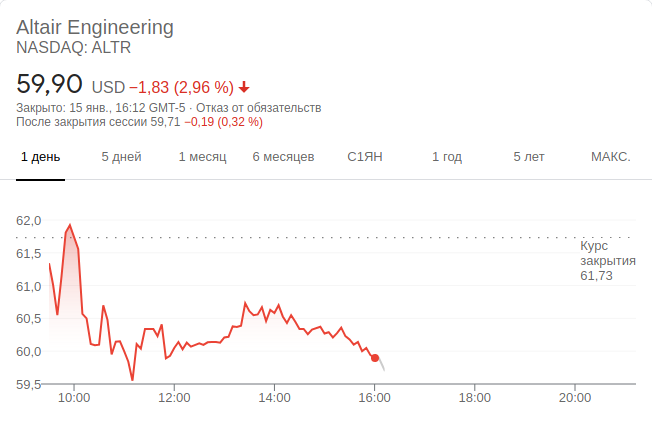 Altair Engineering
NASDAQ: ALTR
59,90 USD −1,83 (2,96 %)
Закрыто: 15 янв., 16:12 GMT-5 · Отказ от обязательств
После закрытия сессии 59,71 −0,19 (0,32 %)
1 день 5 дней 1 месяц 6 месяцев С1ЯН 1 год 5 лет МАКС.
62,0
61,5
61,0
60,5
60,0
59,5
Курс
закрытия
61,73
10:00 12:00 14:00 16:00 18:00 20:00